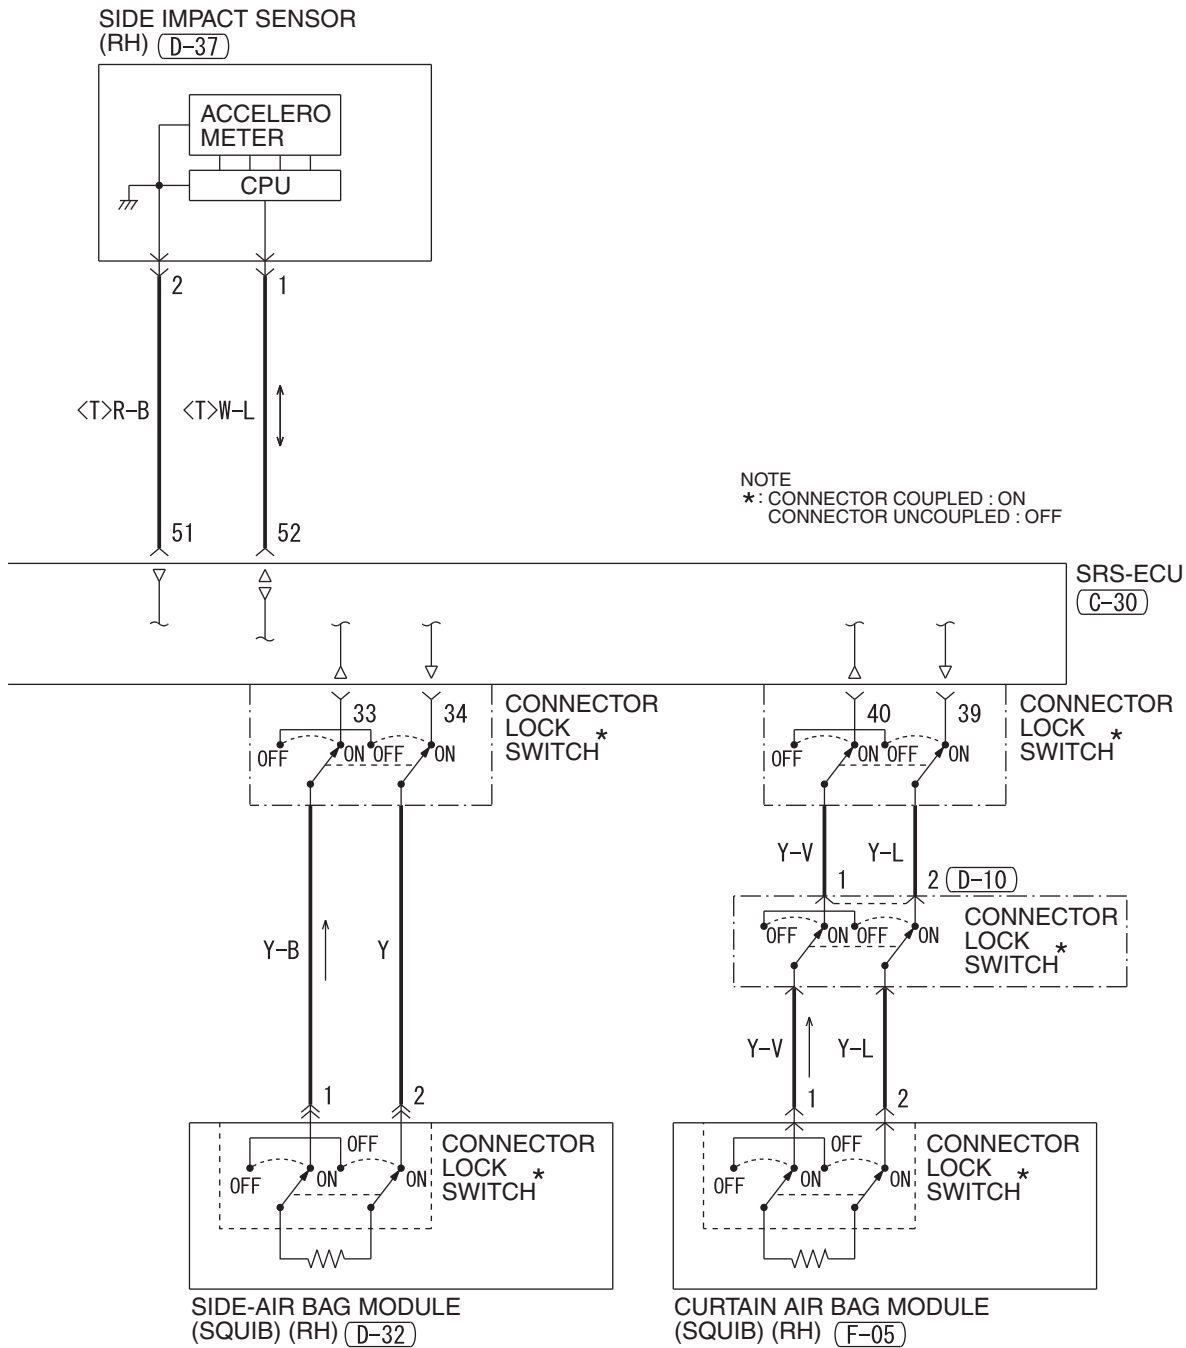 SIDE IMPACT SENSOR
(RH) D-37
ACCELERO
METER
CPU
2 1
<T>R-B <T>W-L
NOTE
*: CONNECTOR COUPLED : ON
CONNECTOR UNCOUPLED : OFF
51 52
SRS-ECU
C-30
33 34
OFF ON OFF ON
CONNECTOR
LOCK
SWITCH*
40 39
OFF ON OFF ON
CONNECTOR
LOCK
SWITCH*
Y-V Y-L
1 2 D-10
OFF ON OFF ON
CONNECTOR
LOCK
SWITCH*
Y-B Y
Y-V Y-L
1 2
OFF ON OFF ON
CONNECTOR
LOCK
SWITCH*
1 2
OFF ON OFF ON
CONNECTOR
LOCK
SWITCH*
SIDE-AIR BAG MODULE
(SQUIB) (RH) D-32
CURTAIN AIR BAG MODULE
(SQUIB) (RH) F-05